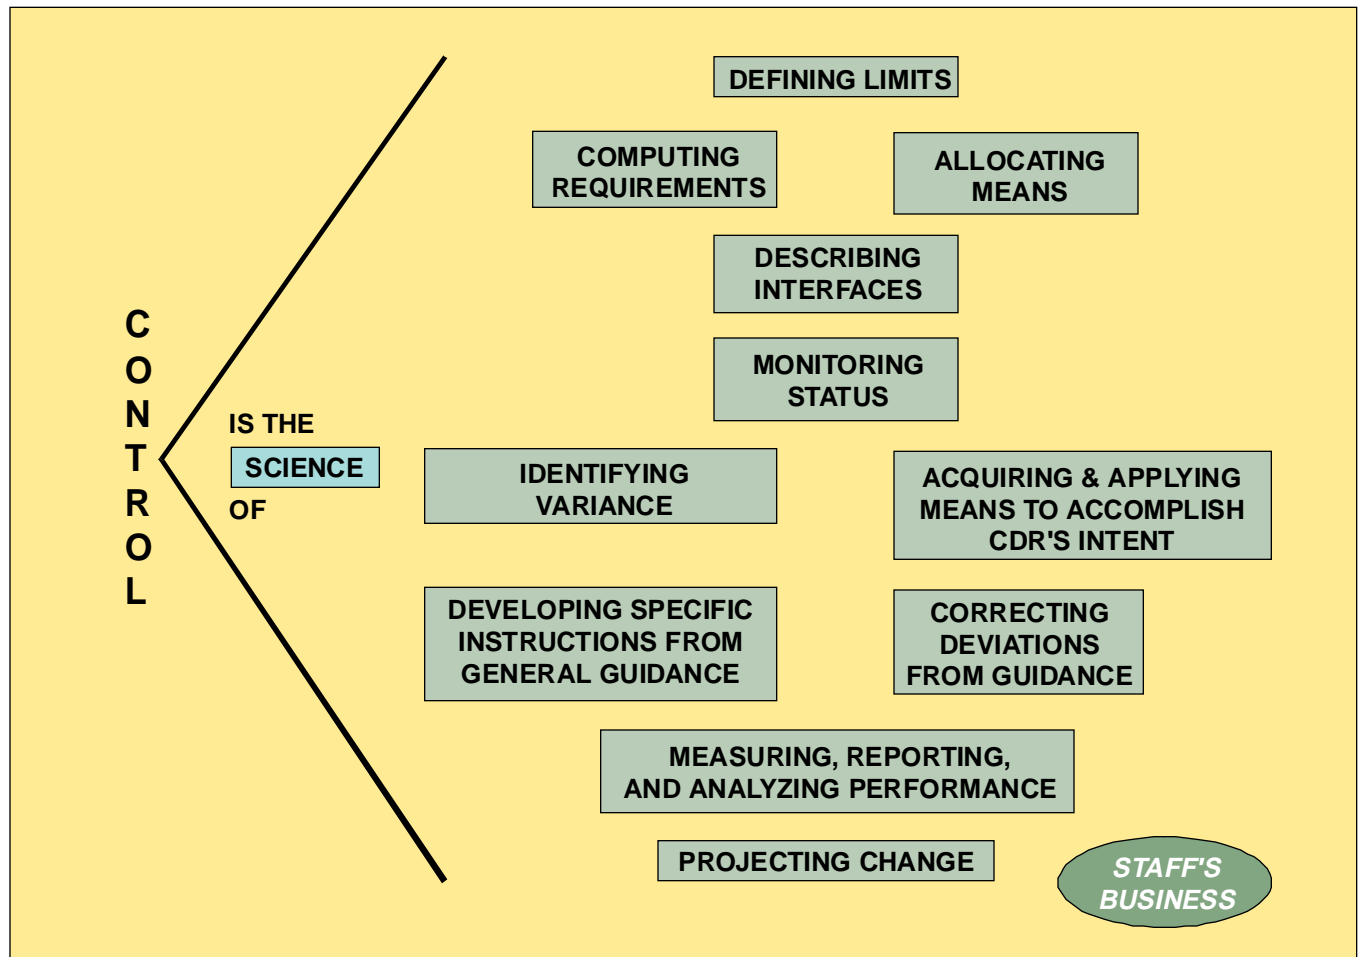 CONTROL
IS THE
SCIENCE
OF
DEFINING LIMITS
COMPUTING
REQUIREMENTS
ALLOCATING
MEANS
DESCRIBING
INTERFACES
MONITORING
STATUS
IDENTIFYING
VARIANCE
ACQUIRING & APPLYING
MEANS TO ACCOMPLISH
CDR'S INTENT
DEVELOPING SPECIFIC
INSTRUCTIONS FROM
GENERAL GUIDANCE
CORRECTING
DEVIATIONS
FROM GUIDANCE
MEASURING, REPORTING,
AND ANALYZING PERFORMANCE
PROJECTING CHANGE
STAFF'S
BUSINESS